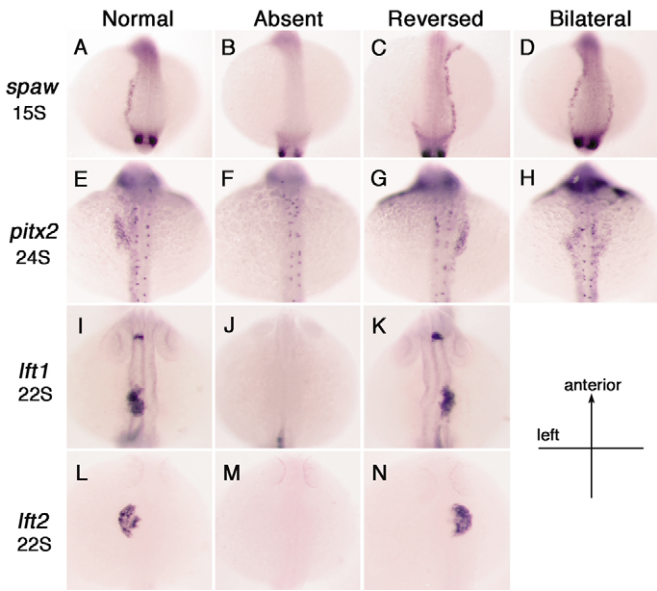 Normal Absent Reversed Bilateral
A B C D
spaw
15S
E F G H
pitx2
24S
I J K
lft1
22S
anterior
left
L M N
lft2
22S